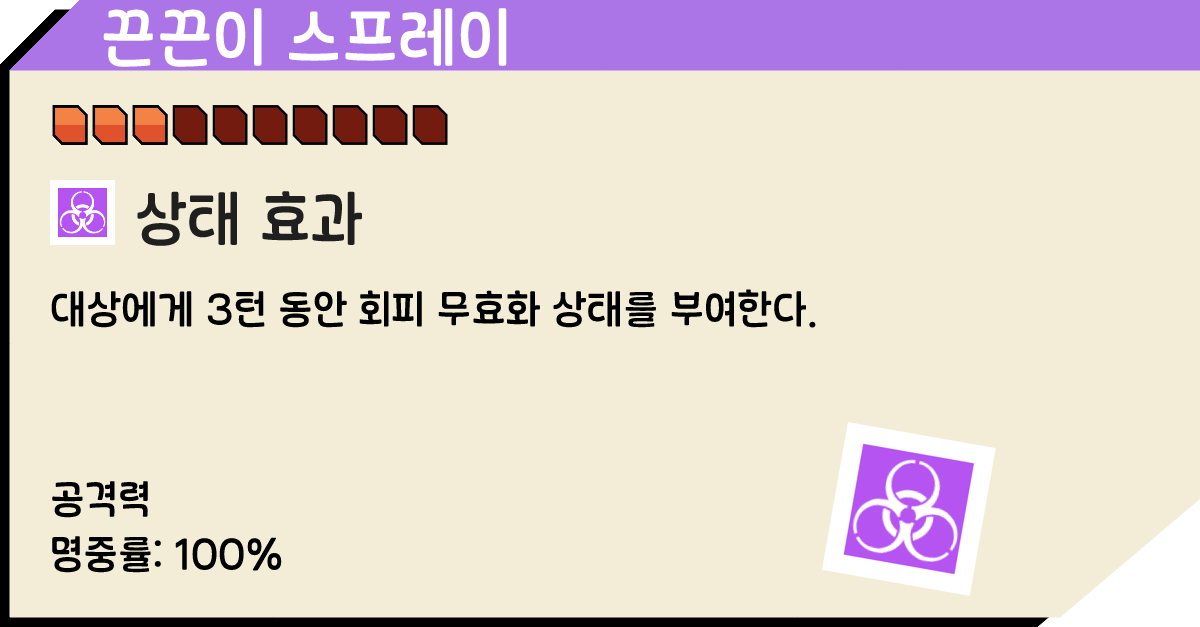 끈끈이 스프레이
상태 효과
대상에게 3턴 동안 회피 무효화 상태를 부여한다.
공격력
명중률: 100%